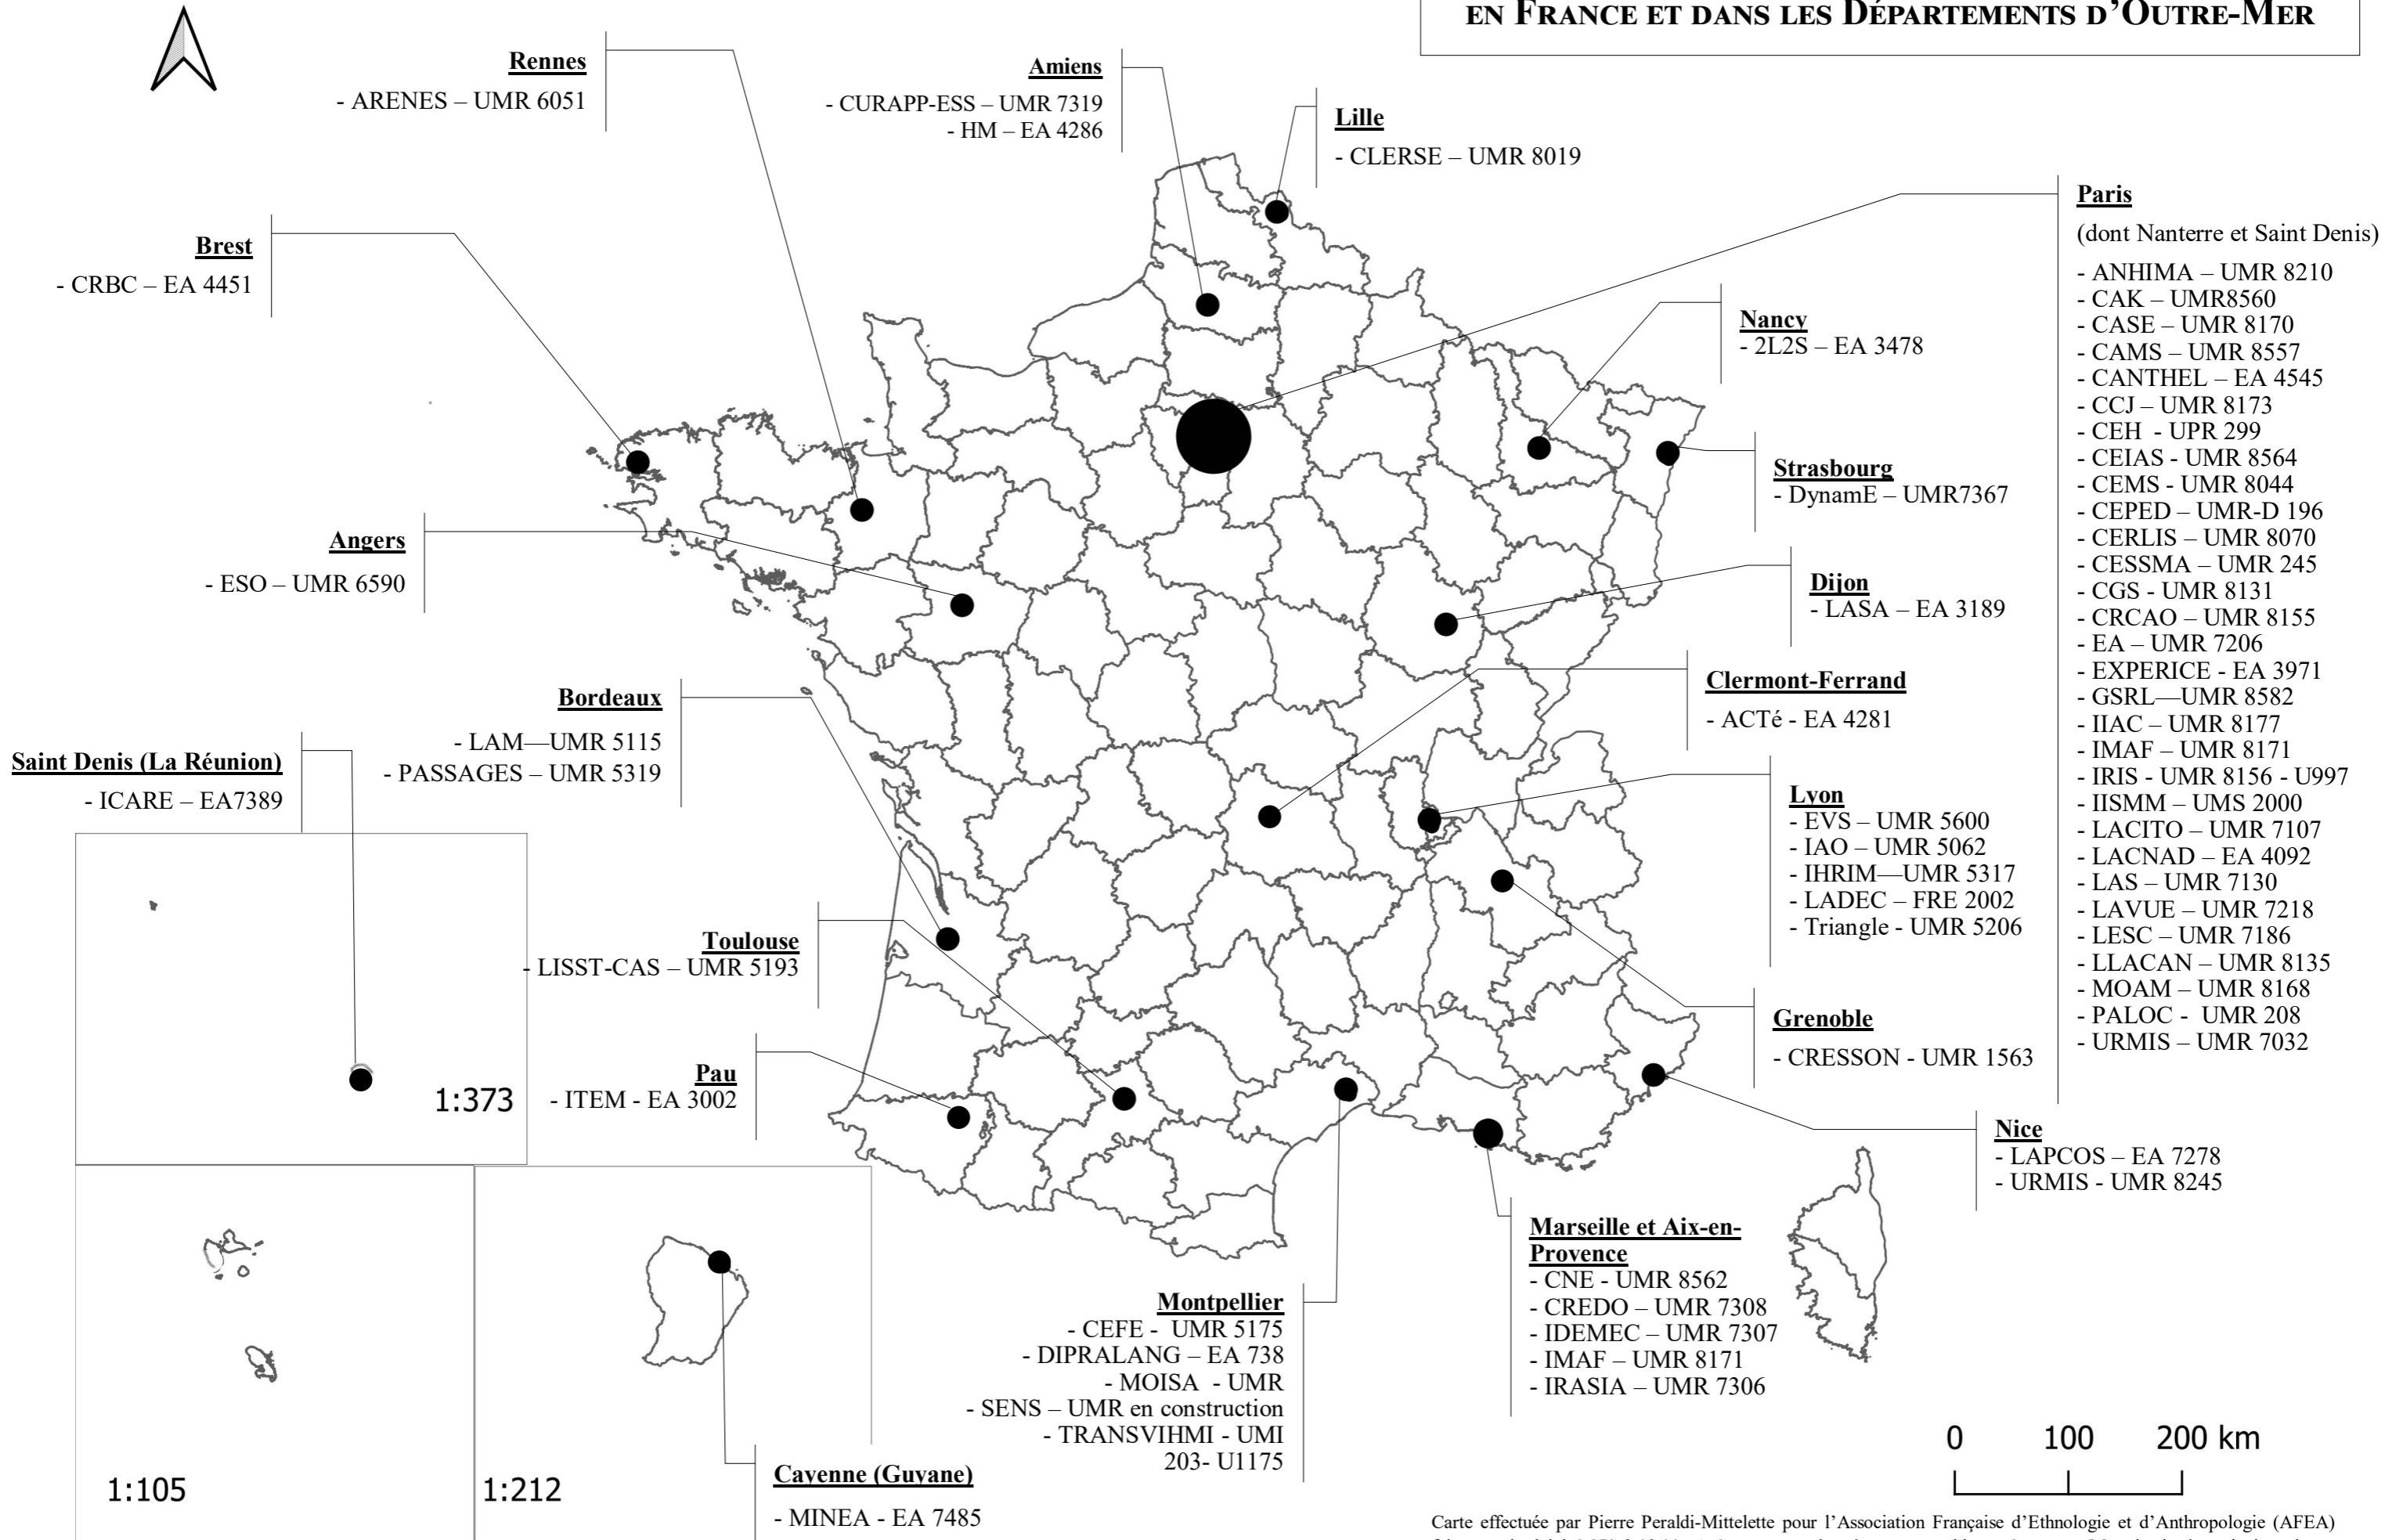 EN FRANCE ET DANS LES DÉPARTEMENTS D'OUTRE-MER
Rennes
- ARENES – UMR 6051
Amiens
- CURAPP-ESS – UMR 7319
- HM – EA 4286
Lille
- CLERSE – UMR 8019
Brest
- CRBC – EA 4451
Paris
(dont Nanterre et Saint Denis)
- ANHIMA – UMR 8210
- CAK – UMR8560
- CASE – UMR 8170
- CAMS – UMR 8557
- CANTHEL – EA 4545
- CCJ – UMR 8173
- CEH - UPR 299
- CEIAS - UMR 8564
- CEMS - UMR 8044
- CEPED – UMR-D 196
- CERLIS – UMR 8070
- CESSMA – UMR 245
- CGS - UMR 8131
- CRCAO – UMR 8155
- EA – UMR 7206
- EXPERICE - EA 3971
- GSRL—UMR 8582
- IIAC – UMR 8177
- IMAF – UMR 8171
- IRIS - UMR 8156 - U997
- IISMM – UMS 2000
- LACITO – UMR 7107
- LACNAD – EA 4092
- LAS – UMR 7130
- LAVUE – UMR 7218
- LESC – UMR 7186
- LLACAN – UMR 8135
- MOAM – UMR 8168
- PALOC - UMR 208
- URMIS – UMR 7032
Nancy
- 2L2S – EA 3478
Strasbourg
- DynamE – UMR7367
Angers
- ESO – UMR 6590
Dijon
- LASA – EA 3189
Clermont-Ferrand
- ACTé - EA 4281
Bordeaux
- LAM—UMR 5115
- PASSAGES – UMR 5319
Saint Denis (La Réunion)
- ICARE – EA7389
Lyon
- EVS – UMR 5600
- IAO – UMR 5062
- IHRIM—UMR 5317
- LADEC – FRE 2002
- Triangle - UMR 5206
Toulouse
- LISST-CAS – UMR 5193
Grenoble
- CRESSON - UMR 1563
Pau
- ITEM - EA 3002
1:373
Nice
- LAPCOS – EA 7278
- URMIS - UMR 8245
Marseille et Aix-en-
Provence
- CNE - UMR 8562
- CREDO – UMR 7308
- IDEMEC – UMR 7307
- IMAF – UMR 8171
- IRASIA – UMR 7306
Montpellier
- CEFE - UMR 5175
- DIPRALANG – EA 738
- MOISA - UMR
- SENS – UMR en construction
- TRANSVIHMI - UMI
203- U1175
1:105
1:212
Cayenne (Guyane)
- MINEA - EA 7485
0 100 200 km
Carte effectuée par Pierre Peraldi-Mittelette pour l'Association Française d'Ethnologie et d'Anthropologie (AFEA)